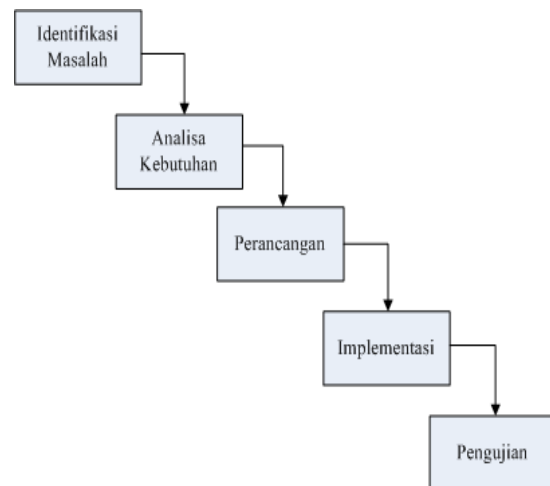 Identifikasi
Masalah
Analisa
Kebutuhan
Perancangan
Implementasi
Pengujian